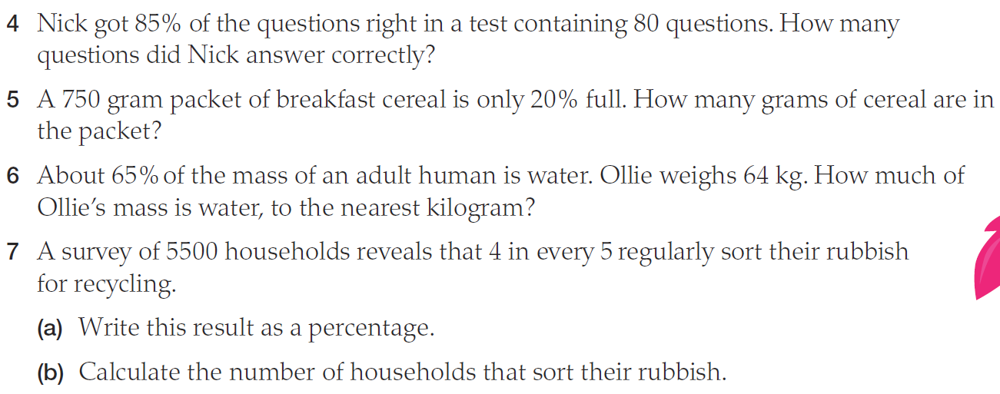 4 Nick got 85% of the questions right in a test containing 80 questions. How many
questions did Nick answer correctly?
5 A 750 gram packet of breakfast cereal is only 20% full. How many grams of cereal are in
the packet?
6 About 65% of the mass of an adult human is water. Ollie weighs 64 kg. How much of
Ollie’s mass is water, to the nearest kilogram?
7 A survey of 5500 households reveals that 4 in every 5 regularly sort their rubbish
for recycling.
(a) Write this result as a percentage.
(b) Calculate the number of households that sort their rubbish.